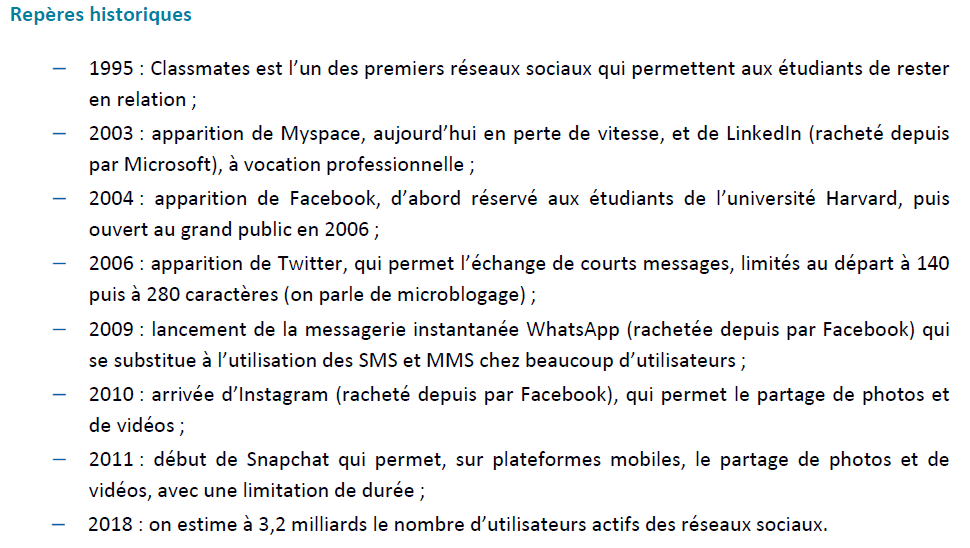 Repères historiques
– 1995 : Classmates est l’un des premiers réseaux sociaux qui permettent aux étudiants de rester
en relation ;
– 2003 : apparition de Myspace, aujourd’hui en perte de vitesse, et de LinkedIn (racheté depuis
par Microsoft), à vocation professionnelle ;
– 2004 : apparition de Facebook, d’abord réservé aux étudiants de l’université Harvard, puis
ouvert au grand public en 2006 ;
– 2006 : apparition de Twitter, qui permet l’échange de courts messages, limités au départ à 140
puis à 280 caractères (on parle de microblogage) ;
– 2009 : lancement de la messagerie instantanée WhatsApp (rachetée depuis par Facebook) qui
se substitue à l’utilisation des SMS et MMS chez beaucoup d’utilisateurs ;
– 2010 : arrivée d’Instagram (racheté depuis par Facebook), qui permet le partage de photos et
de vidéos ;
– 2011 : début de Snapchat qui permet, sur plateformes mobiles, le partage de photos et de
vidéos, avec une limitation de durée ;
– 2018 : on estime à 3,2 milliards le nombre d’utilisateurs actifs des réseaux sociaux.